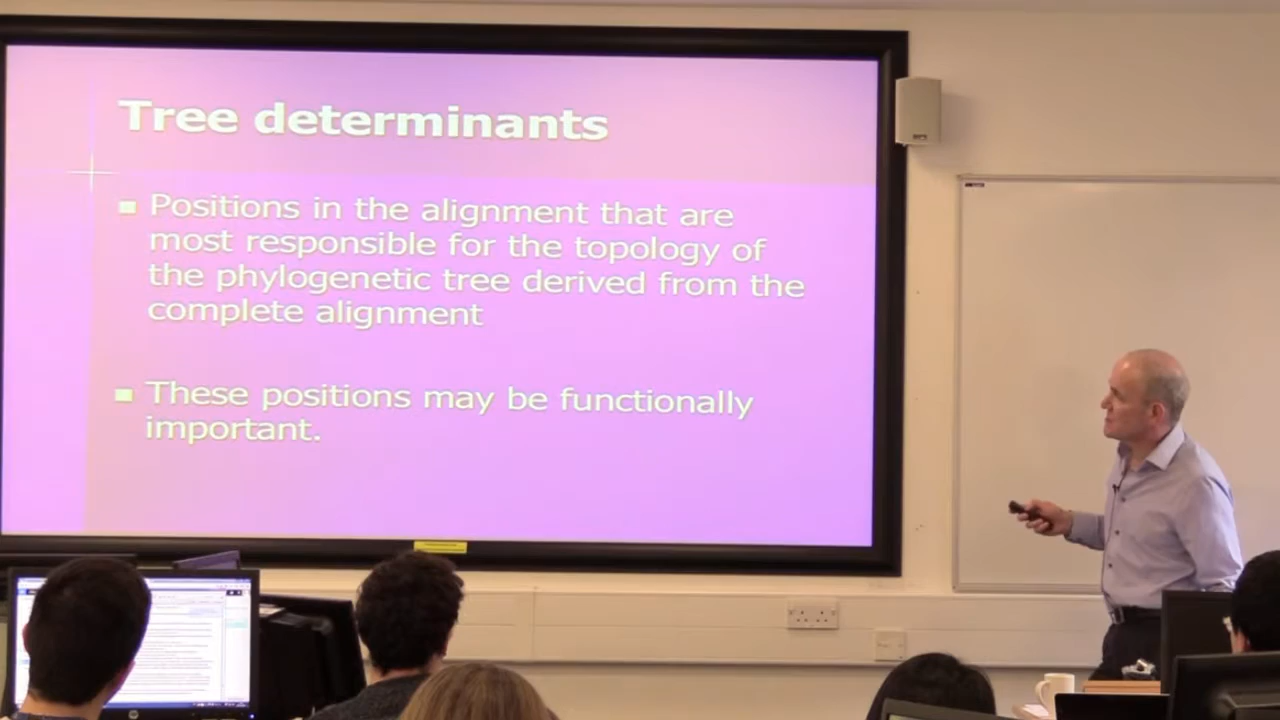 Tree determinants
Positions in the alignment that are
most responsible for the topology of
the phylogenetic tree derived from the
complete alignment
These positions may be functionally
important.